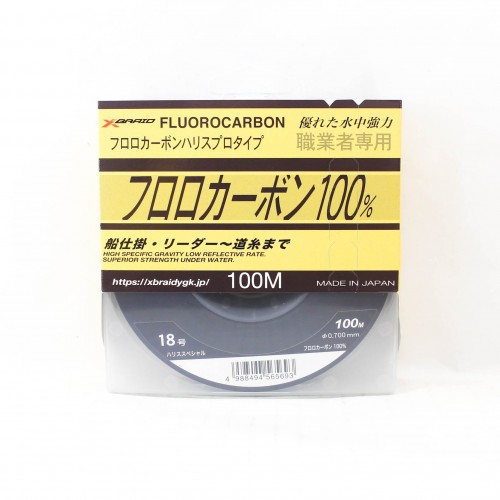 X-BRAID FLUOROCARBON 優れた水中強力
フロロカーボンハリスプロタイプ 職業者専用
フロロカーボン100%
船仕掛・リーダー～道糸まで
HIGH SPECIFIC GRAVITY LOW REFLECTIVE RATE.
SUPERIOR STRENGTH UNDER WATER.
https://xbraidygk.jp/ 100M MADE IN JAPAN
18号 100M
ハリススペシャル φ0.700mm
フロロカーボン100%
4 988494 565693